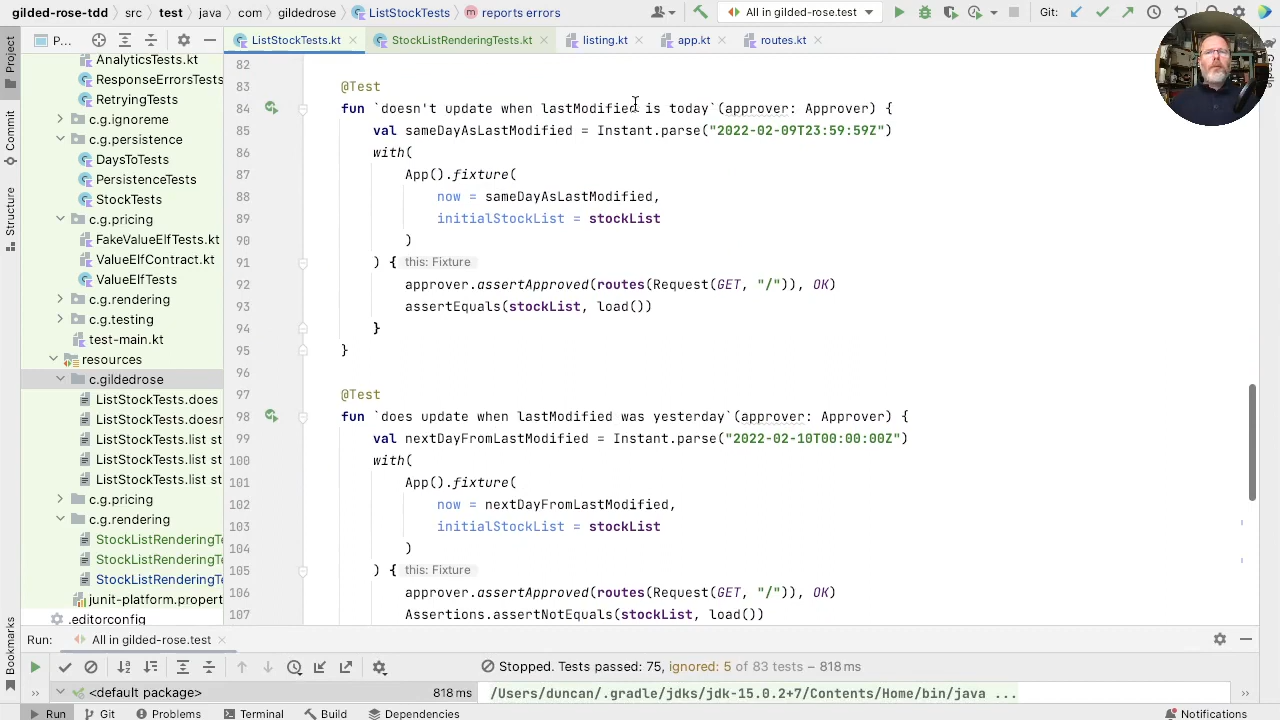 gilded-rose-tdd › src › test › java › com › gildedrose › ListStockTests › reports errors
All in gilded-rose.test
Git:
P...
ListStockTests.kt
StockListRenderingTests.kt
listing.kt
app.kt
routes.kt
Project
Commit
Structure
Bookmarks
Gradle
AnalyticsTests.kt
ResponseErrorsTests
RetryingTests
c.g.ignoreme
c.g.persistence
DaysToTests
PersistenceTests
StockTests
c.g.pricing
FakeValueElfTests.kt
ValueElfContract.kt
ValueElfTests
c.g.rendering
c.g.testing
test-main.kt
resources
c.gildedrose
ListStockTests.does
ListStockTests.doesn
ListStockTests.list st
ListStockTests.list st
ListStockTests.list st
c.g.pricing
c.g.rendering
StockListRenderingTe
StockListRenderingTe
StockListRenderingTe
junit-platform.propert
.editorconfig
82
83 @Test
84 fun `doesn't update when lastModified is today`(approver: Approver) {
85 val sameDayAsLastModified = Instant.parse("2022-02-09T23:59:59Z")
86 with(
87 App().fixture(
88 now = sameDayAsLastModified,
89 initialStockList = stockList
90 )
91 ) { this: Fixture
92 approver.assertApproved(routes(Request(GET, "/")), OK)
93 assertEquals(stockList, load())
94 }
95 }
96
97 @Test
98 fun `does update when lastModified was yesterday`(approver: Approver) {
99 val nextDayFromLastModified = Instant.parse("2022-02-10T00:00:00Z")
100 with(
101 App().fixture(
102 now = nextDayFromLastModified,
103 initialStockList = stockList
104 )
105 ) { this: Fixture
106 approver.assertApproved(routes(Request(GET, "/")), OK)
107 Assertions.assertNotEquals(stockList, load())
Run: All in gilded-rose.test
Stopped. Tests passed: 75, ignored: 5 of 83 tests – 818 ms
<default package> 818 ms
/Users/duncan/.gradle/jdks/jdk-15.0.2+7/Contents/Home/bin/java ...
Run
Git
Problems
Terminal
Build
Dependencies
Notifications